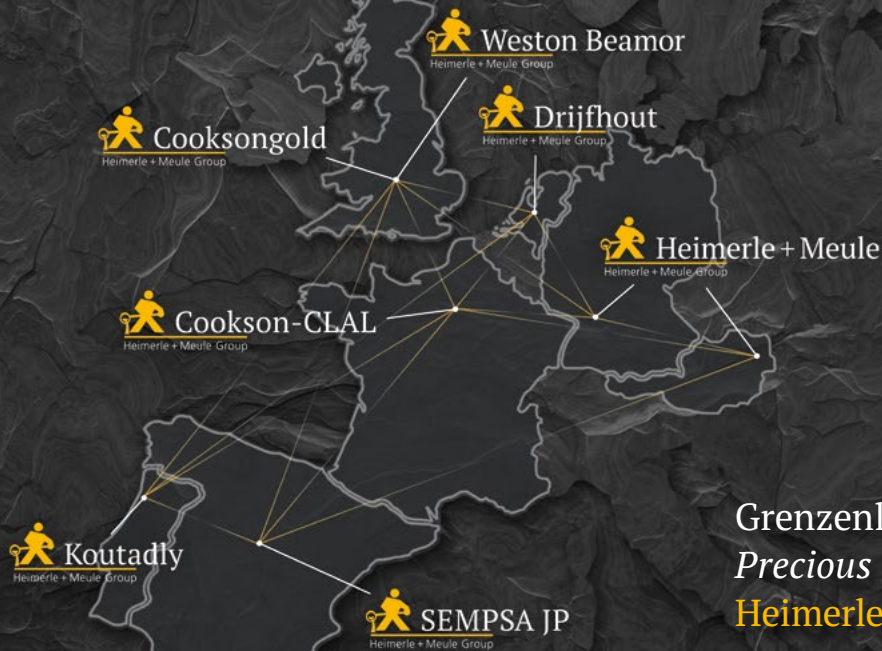 Weston Beamor
Heimerle + Meule Group
Drijfhout
Heimerle + Meule Group
Cooksongold
Heimerle + Meule Group
Heimerle + Meule
Heimerle + Meule Group
Cookson-CLAL
Heimerle + Meule Group
Koutadly
Heimerle + Meule Group
SEMPSA JP
Heimerle + Meule Group
Precious
Heimerle